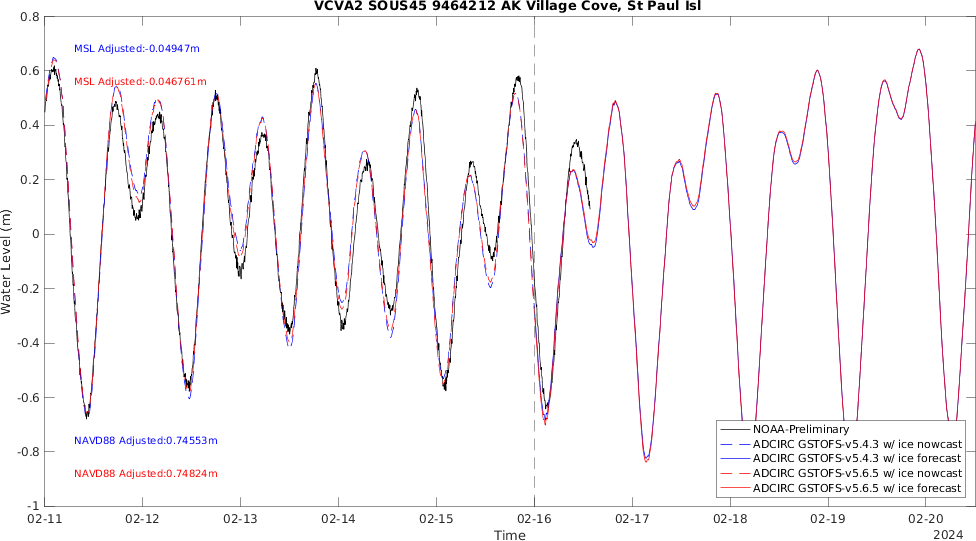 VCVA2 SOUS45 9464212 AK Village Cove, St Paul Isl
0.8
0.6
0.4
0.2
0
-0.2
-0.4
-0.6
-0.8
-1
Water Level (m)
MSL Adjusted:-0.04947m
MSL Adjusted:-0.046761m
NAVD88 Adjusted:0.74553m
NAVD88 Adjusted:0.74824m
NOAA-Preliminary
ADCIRC GSTOFS-v5.4.3 w/ ice nowcast
ADCIRC GSTOFS-v5.4.3 w/ ice forecast
ADCIRC GSTOFS-v5.6.5 w/ ice nowcast
ADCIRC GSTOFS-v5.6.5 w/ ice forecast
02-11 02-12 02-13 02-14 02-15 02-16 02-17 02-18 02-19 02-20
Time
2024